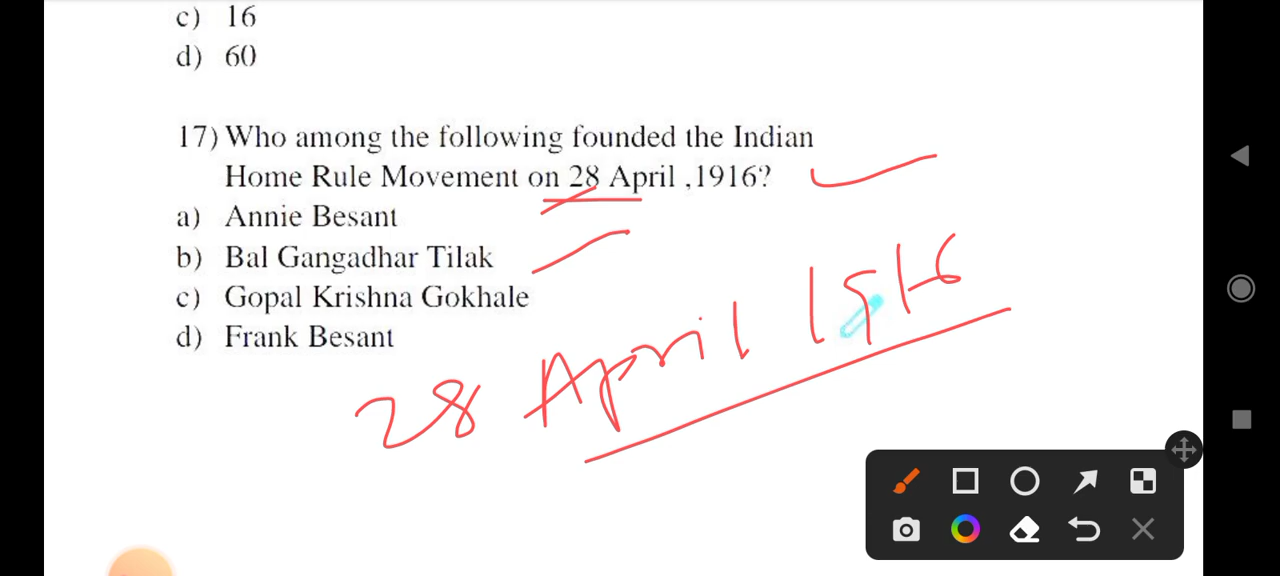 c) 16
d) 60
17) Who among the following founded the Indian
Home Rule Movement on 28 April ,1916?
a) Annie Besant
b) Bal Gangadhar Tilak
c) Gopal Krishna Gokhale
d) Frank Besant
28 April 1916